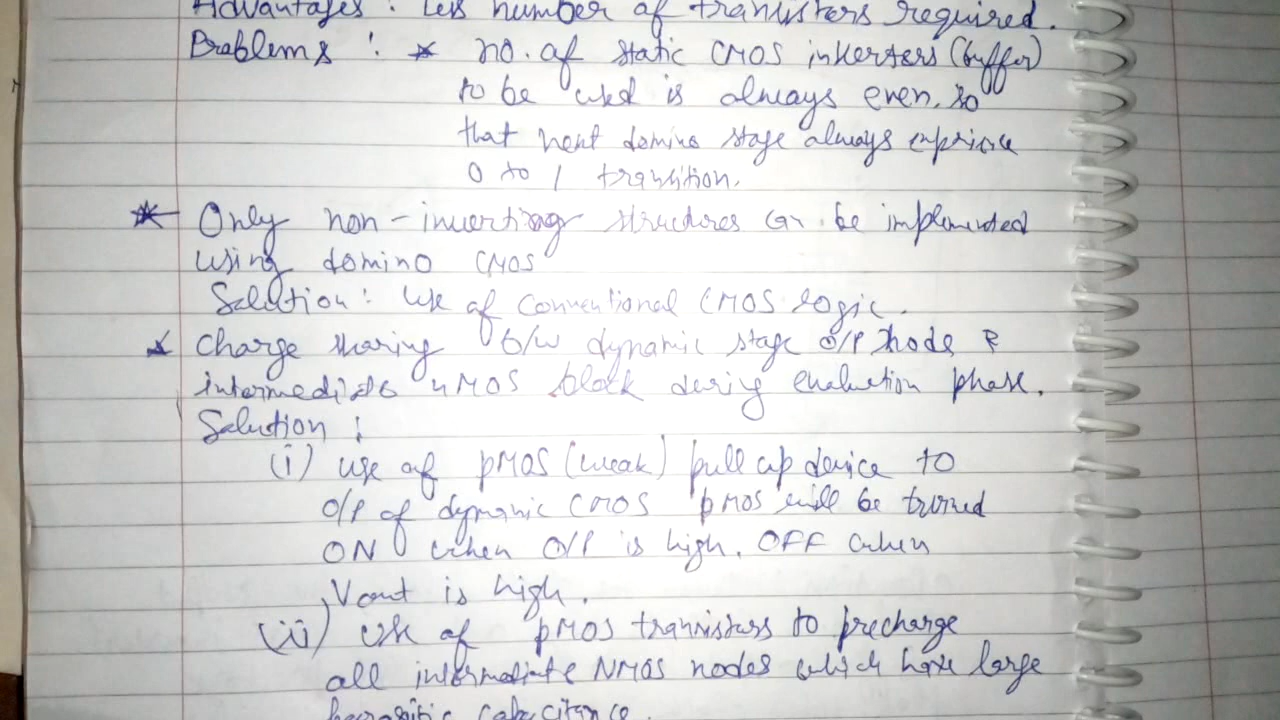 Advantages : Less number of transistors required.
Problems : * no. of static CMOS inverters (buffer)
to be used is always even, so
that next domino stage always exprience
0 to 1 transition.
* Only non-inverting structures can be implemented
using domino CMOS
Solution : Use of conventional CMOS logic.
* Charge sharing b/w dynamic stage O/P node &
intermediate nMOS block during evaluation phase.
Solution :
(i) use of pMOS (weak) pull up device to
O/P of dynamic CMOS pMOS will be turned
ON when O/P is high. OFF when
Vout is high.
(ii) Use of pMOS transistors to precharge
all intermediate NMOS nodes which have large
parasitic capacitance.